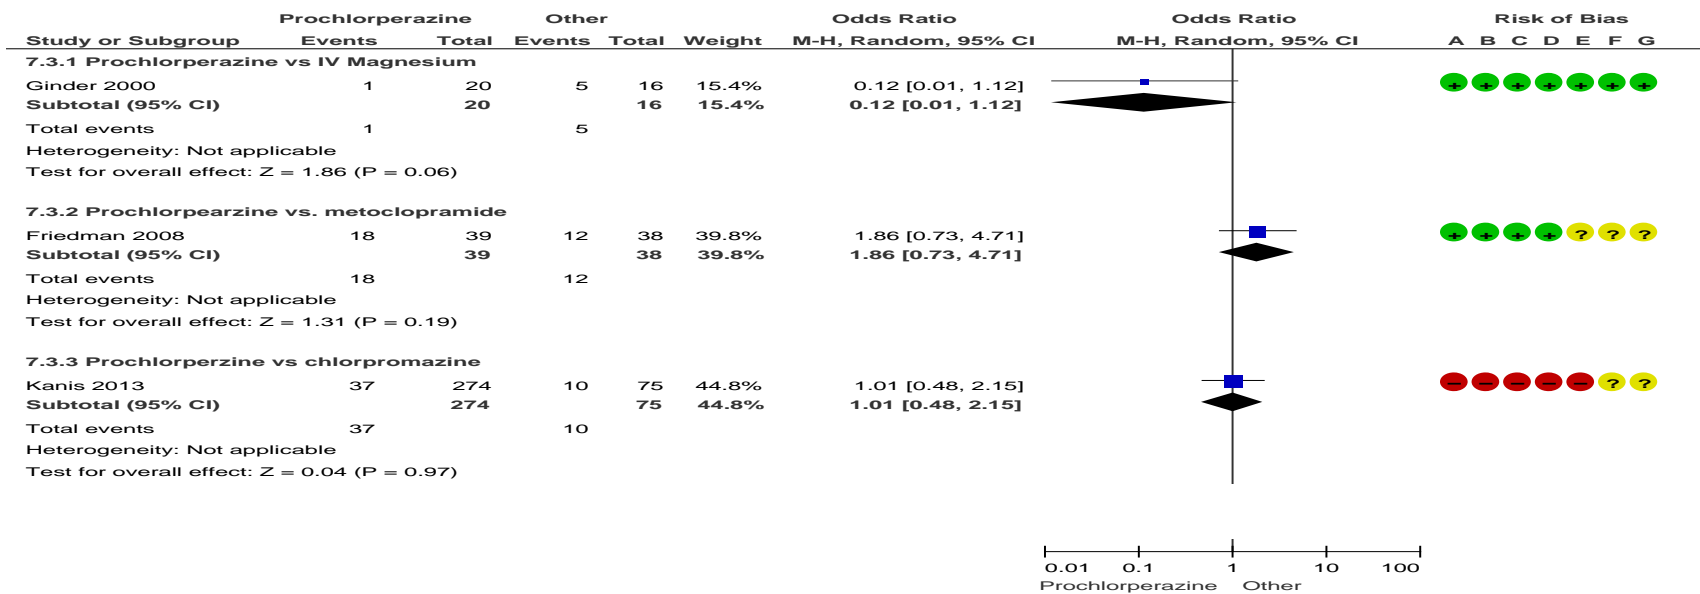 Prochlorperazine Other Odds Ratio Odds Ratio Risk of Bias
Study or Subgroup Events Total Events Total Weight M-H, Random, 95% CI M-H, Random, 95% CI A B C D E F G
7.3.1 Prochlorperazine vs IV Magnesium
Ginder 2000 1 20 5 16 15.4% 0.12 [0.01, 1.12] + + + + + + +
Subtotal (95% CI) 20 16 15.4% 0.12 [0.01, 1.12]
Total events 1 5
Heterogeneity: Not applicable
Test for overall effect: Z = 1.86 (P = 0.06)
7.3.2 Prochlorpearzine vs. metoclopramide
Friedman 2008 18 39 12 38 39.8% 1.86 [0.73, 4.71] + + + + ? ? ?
Subtotal (95% CI) 39 38 39.8% 1.86 [0.73, 4.71]
Total events 18 12
Heterogeneity: Not applicable
Test for overall effect: Z = 1.31 (P = 0.19)
7.3.3 Prochlorperzine vs chlorpromazine
Kanis 2013 37 274 10 75 44.8% 1.01 [0.48, 2.15] – – – – – ? ?
Subtotal (95% CI) 274 75 44.8% 1.01 [0.48, 2.15]
Total events 37 10
Heterogeneity: Not applicable
Test for overall effect: Z = 0.04 (P = 0.97)
0.01 0.1 1 10 100
Prochlorperazine Other